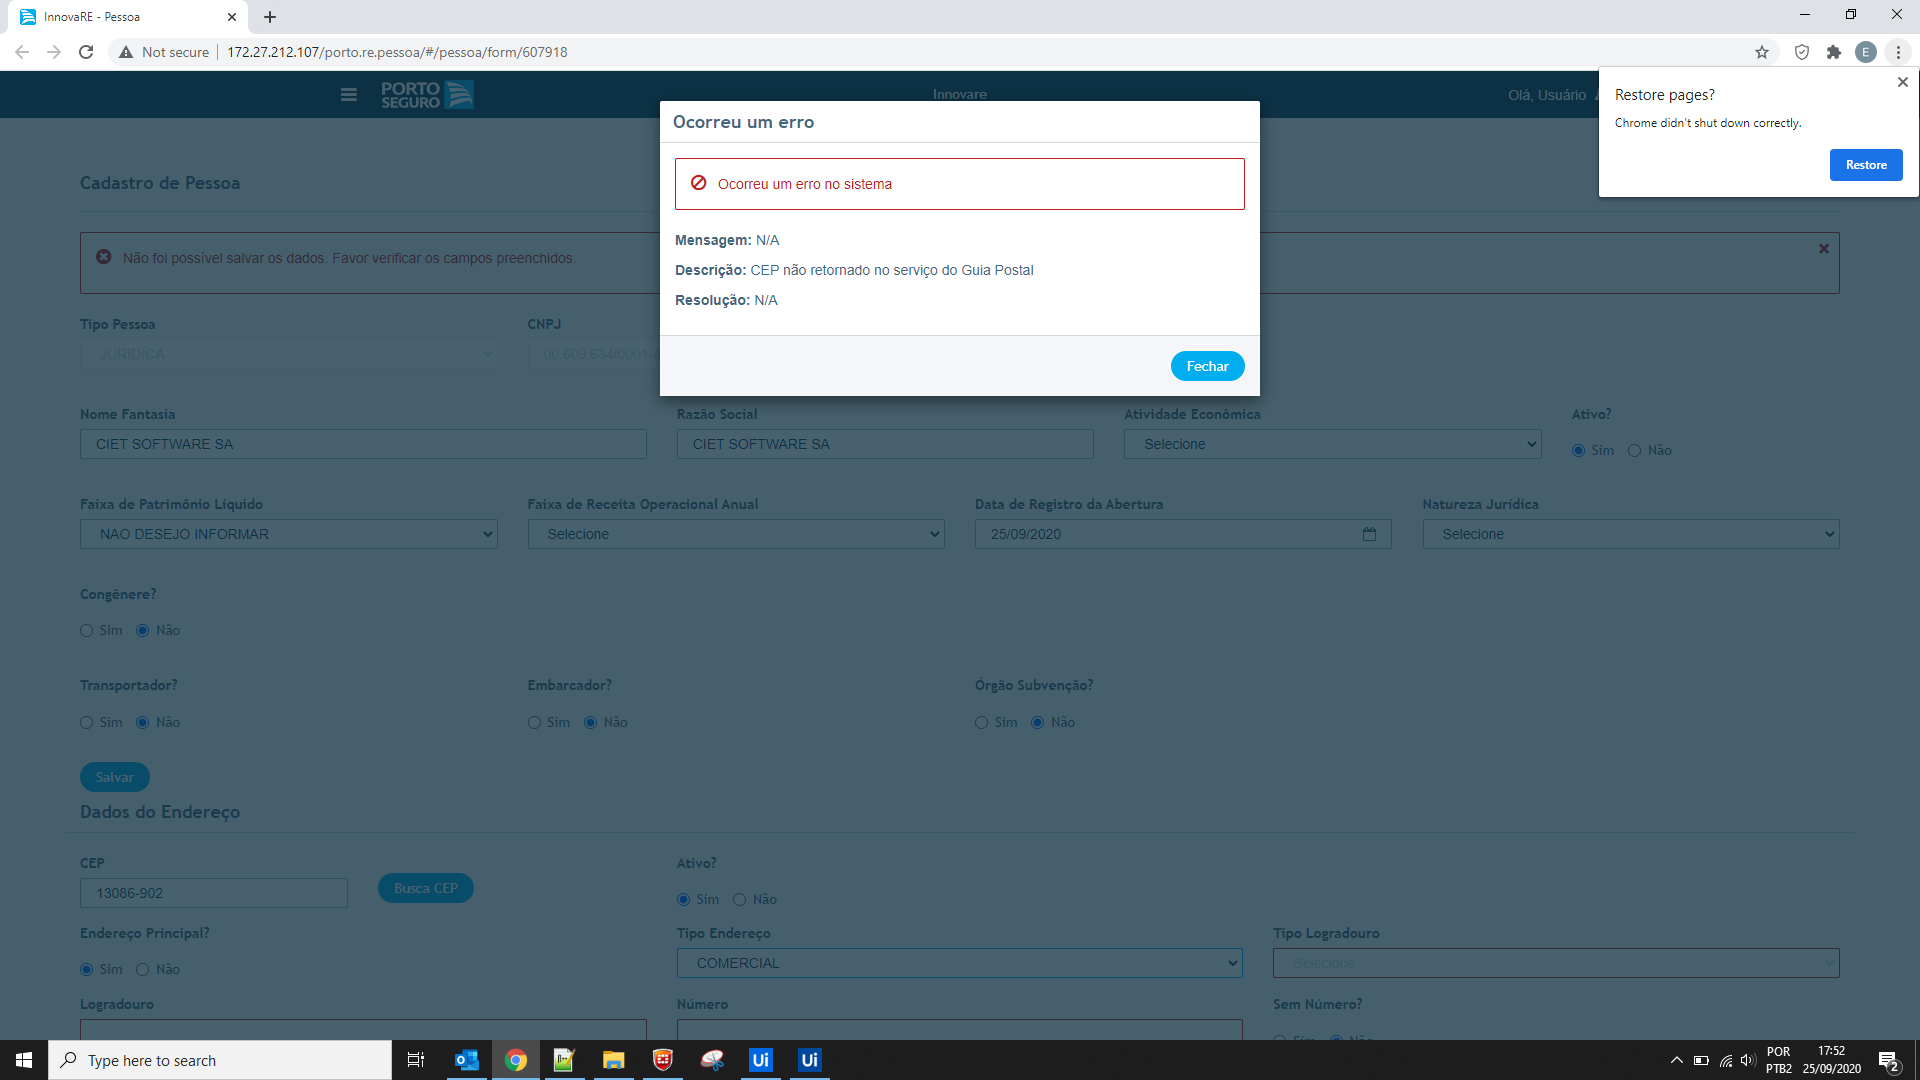 InnovaRE - Pessoa
Not secure
172.27.212.107/porto.re.pessoa/#/pessoa/form/607918
E
PORTO
SEGURO
Innovare
Olá, Usuário
Restore pages?
Chrome didn't shut down correctly.
Restore
Ocorreu um erro
Ocorreu um erro no sistema
Mensagem: N/A
Descrição: CEP não retornado no serviço do Guia Postal
Resolução: N/A
Fechar
Cadastro de Pessoa
Não foi possível salvar os dados. Favor verificar os campos preenchidos.
Tipo Pessoa
CNPJ
JURIDICA
00.609.634/0001-
Nome Fantasia
Razão Social
Atividade Econômica
Ativo?
CIET SOFTWARE SA
CIET SOFTWARE SA
Selecione
Sim
Não
Faixa de Patrimônio Líquido
Faixa de Receita Operacional Anual
Data de Registro da Abertura
Natureza Jurídica
NAO DESEJO INFORMAR
Selecione
25/09/2020
Selecione
Congênere?
Sim
Não
Transportador?
Embarcador?
Órgão Subvenção?
Sim
Não
Sim
Não
Sim
Não
Salvar
Dados do Endereço
CEP
Ativo?
13086-902
Busca CEP
Sim
Não
Endereço Principal?
Tipo Endereço
Tipo Logradouro
Sim
Não
COMERCIAL
Selecione
Logradouro
Número
Sem Número?
Sim
Não
Type here to search
Ui
Ui
POR
PTB2
17:52
25/09/2020
2